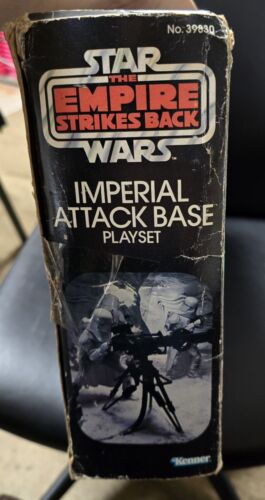 No. 39830
STAR
THE
EMPIRE
STRIKES BACK
WARS
IMPERIAL
ATTACK BASE
PLAYSET
Kenner